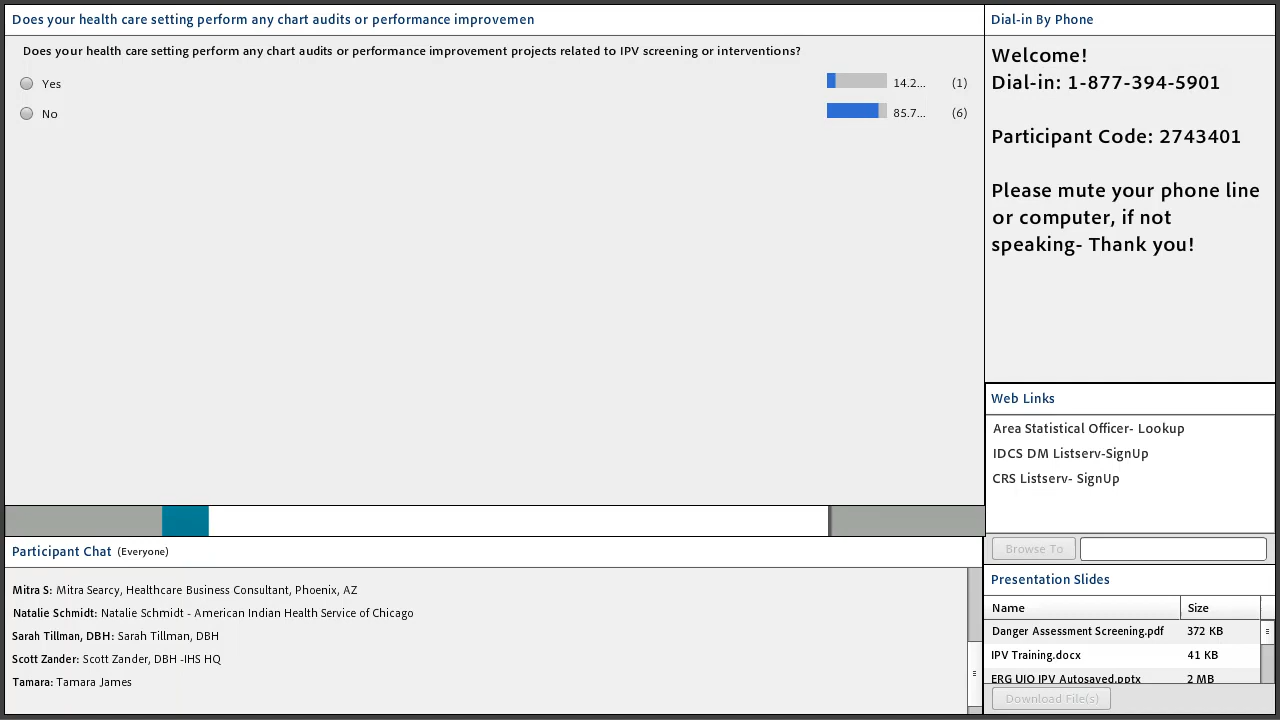 Does your health care setting perform any chart audits or performance improvemen
Does your health care setting perform any chart audits or performance improvement projects related to IPV screening or interventions?
Yes 14.2... (1)
No 85.7... (6)
Dial-in By Phone
Welcome!
Dial-in: 1-877-394-5901
Participant Code: 2743401
Please mute your phone line
or computer, if not
speaking- Thank you!
Web Links
Area Statistical Officer- Lookup
IDCS DM Listserv-SignUp
CRS Listserv- SignUp
Browse To
Participant Chat (Everyone)
Mitra S: Mitra Searcy, Healthcare Business Consultant, Phoenix, AZ
Natalie Schmidt: Natalie Schmidt - American Indian Health Service of Chicago
Sarah Tillman, DBH: Sarah Tillman, DBH
Scott Zander: Scott Zander, DBH -IHS HQ
Tamara: Tamara James
Presentation Slides
Name Size
Danger Assessment Screening.pdf 372 KB
IPV Training.docx 41 KB
ERG UIO IPV Autosaved.pptx 2 MB
Download File(s)